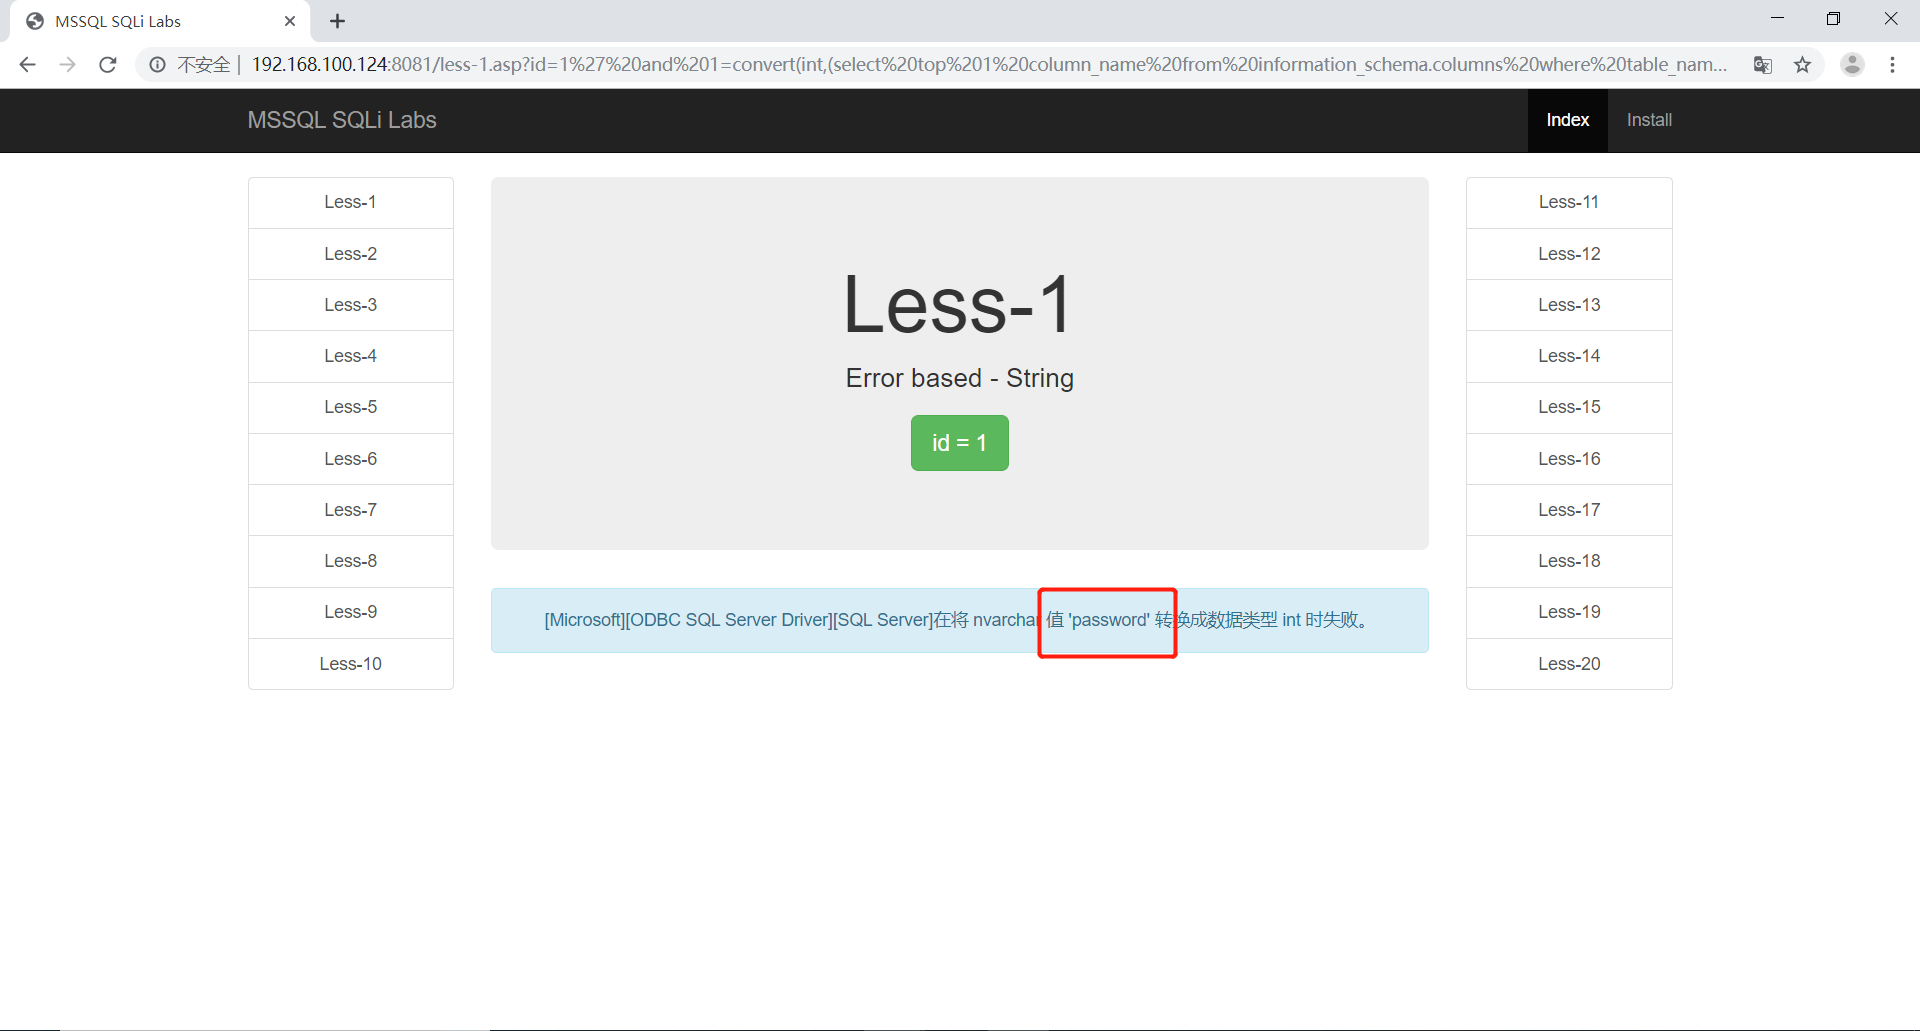 MSSQL SQLi Labs
不安全 | 192.168.100.124:8081/less-1.asp?id=1%27%20and%201=convert(int,(select%20top%201%20column_name%20from%20information_schema.columns%20where%20table_nam...
MSSQL SQLi Labs
Index
Install
Less-1
Less-2
Less-3
Less-4
Less-5
Less-6
Less-7
Less-8
Less-9
Less-10
Less-1
Error based - String
id = 1
[Microsoft][ODBC SQL Server Driver][SQL Server]在将 nvarchar 值 'password' 转换成数据类型 int 时失败。
Less-11
Less-12
Less-13
Less-14
Less-15
Less-16
Less-17
Less-18
Less-19
Less-20